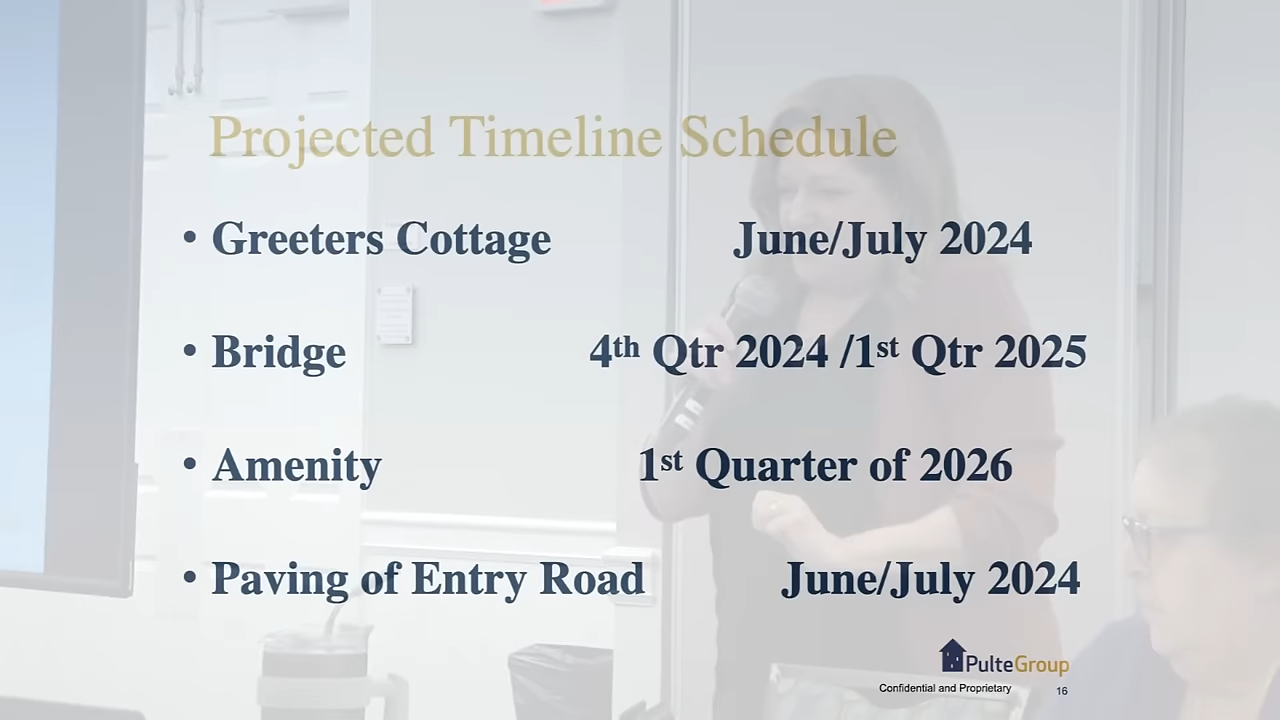 Projected Timeline Schedule
• Greeters Cottage June/July 2024
• Bridge 4th Qtr 2024 /1st Qtr 2025
• Amenity 1st Quarter of 2026
• Paving of Entry Road June/July 2024
PulteGroup
Confidential and Proprietary 16